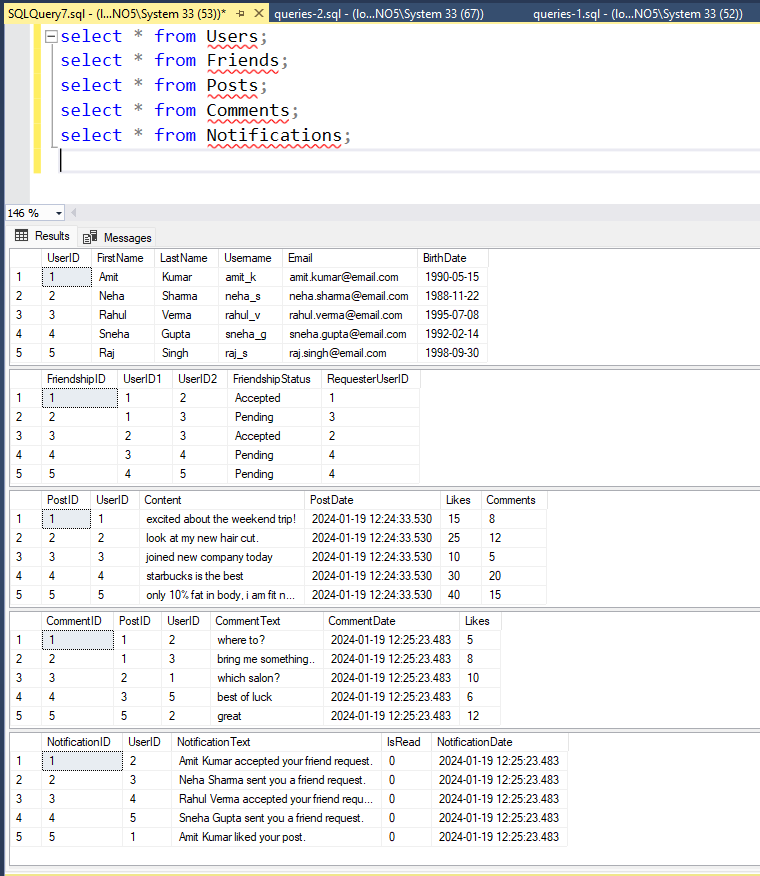 SQLQuery7.sql - (l...NO5\System 33 (53))* queries-2.sql - (lo...NO5\System 33 (67)) queries-1.sql - (lo...NO5\System 33 (52))
select * from Users;
select * from Friends;
select * from Posts;
select * from Comments;
select * from Notifications;
146 %
Results Messages
UserID FirstName LastName Username Email BirthDate
1 1 Amit Kumar amit_k amit.kumar@email.com 1990-05-15
2 2 Neha Sharma neha_s neha.sharma@email.com 1988-11-22
3 3 Rahul Verma rahul_v rahul.verma@email.com 1995-07-08
4 4 Sneha Gupta sneha_g sneha.gupta@email.com 1992-02-14
5 5 Raj Singh raj_s raj.singh@email.com 1998-09-30
FriendshipID UserID1 UserID2 FriendshipStatus RequesterUserID
1 1 1 2 Accepted 1
2 2 1 3 Pending 3
3 3 2 3 Accepted 2
4 4 3 4 Pending 4
5 5 4 5 Pending 4
PostID UserID Content PostDate Likes Comments
1 1 1 excited about the weekend trip! 2024-01-19 12:24:33.530 15 8
2 2 2 look at my new hair cut. 2024-01-19 12:24:33.530 25 12
3 3 3 joined new company today 2024-01-19 12:24:33.530 10 5
4 4 4 starbucks is the best 2024-01-19 12:24:33.530 30 20
5 5 5 only 10% fat in body, i am fit n... 2024-01-19 12:24:33.530 40 15
CommentID PostID UserID CommentText CommentDate Likes
1 1 1 2 where to? 2024-01-19 12:25:23.483 5
2 2 1 3 bring me something.. 2024-01-19 12:25:23.483 8
3 3 2 1 which salon? 2024-01-19 12:25:23.483 10
4 4 3 5 best of luck 2024-01-19 12:25:23.483 6
5 5 5 2 great 2024-01-19 12:25:23.483 12
NotificationID UserID NotificationText IsRead NotificationDate
1 1 2 Amit Kumar accepted your friend request. 0 2024-01-19 12:25:23.483
2 2 3 Neha Sharma sent you a friend request. 0 2024-01-19 12:25:23.483
3 3 4 Rahul Verma accepted your friend requ... 0 2024-01-19 12:25:23.483
4 4 5 Sneha Gupta sent you a friend request. 0 2024-01-19 12:25:23.483
5 5 1 Amit Kumar liked your post. 0 2024-01-19 12:25:23.483